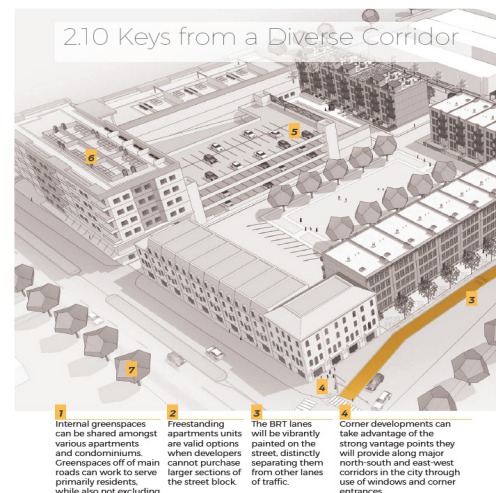 2.10 Keys from a Diverse Corridor
6
5
3
4
7
1
Internal greenspaces
can be shared amongst
various apartments
and condominiums.
Greenspaces off of main
roads can work to serve
primarily residents,
while also not excluding
2
Freestanding
apartments units
are valid options
when developers
cannot purchase
larger sections of
the street block.
3
The BRT lanes
will be vibrantly
painted on the
street, distinctly
separating them
from other lanes
of traffic.
4
Corner developments can
take advantage of the
strong vantage points they
will provide along major
north-south and east-west
corridors in the city through
use of windows and corner
entrances.